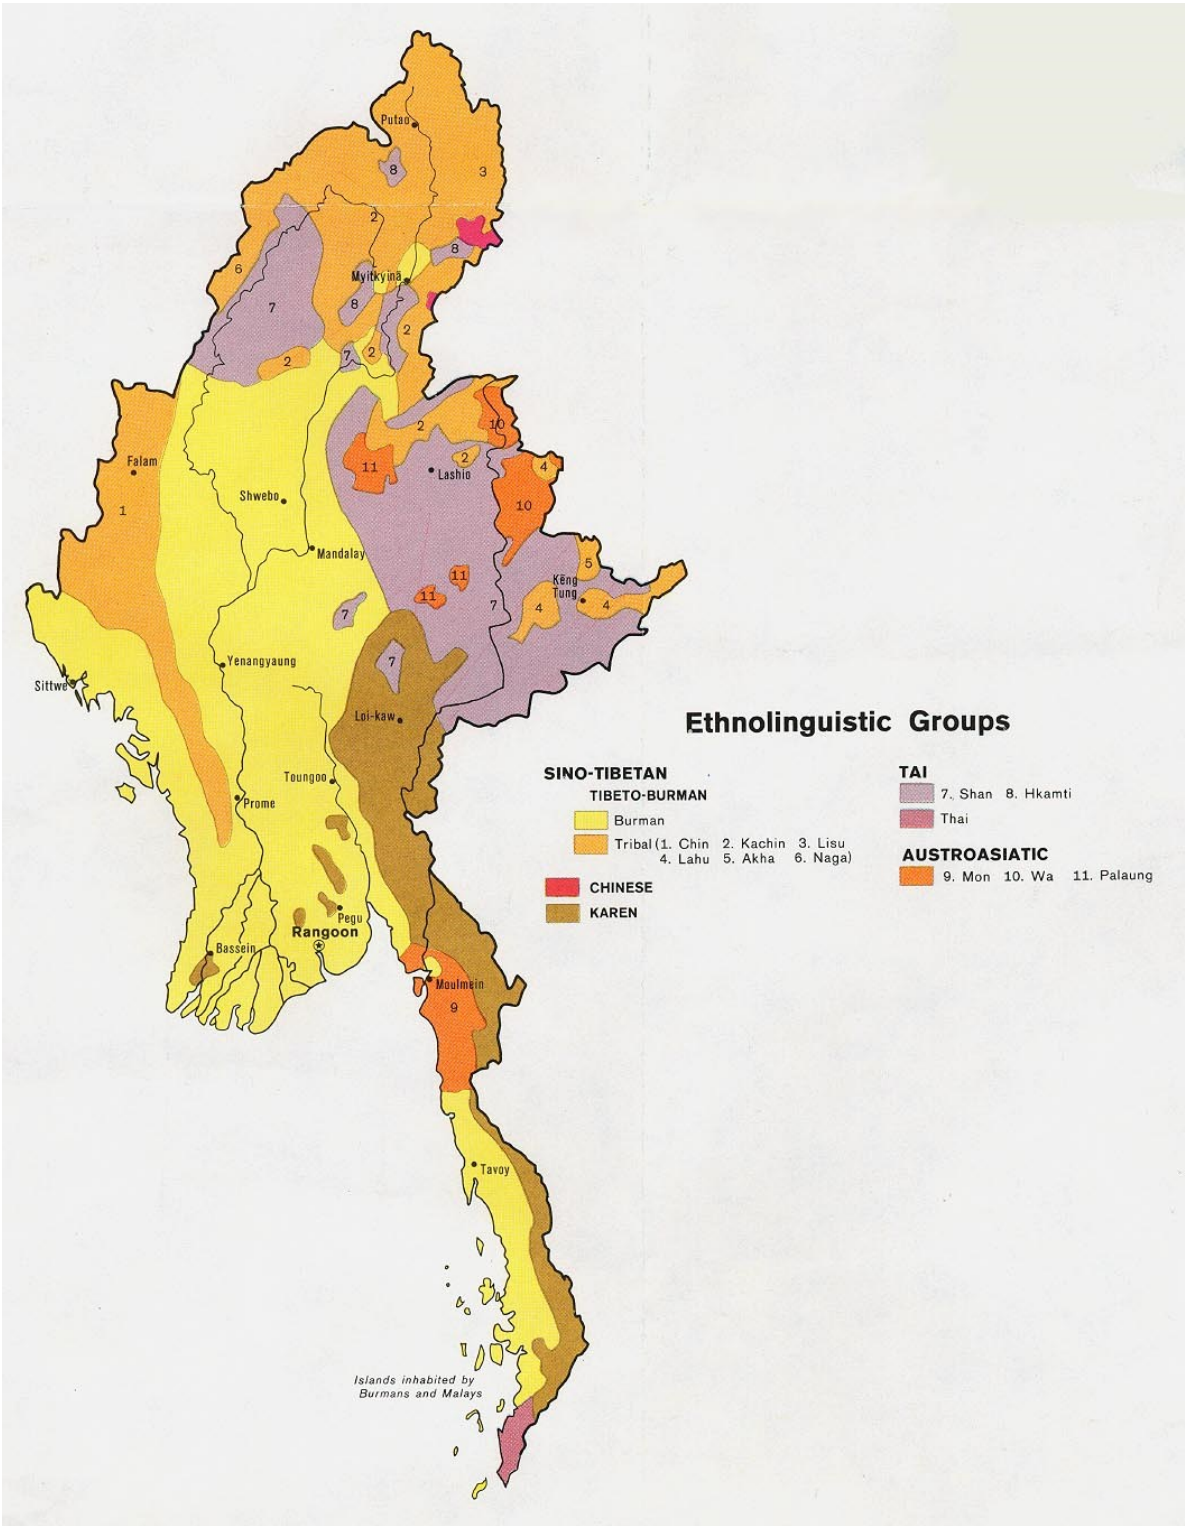 Putao
8
3
2
8
6
Myitkyinā
7
8
2
7
2
2
2
10
Falam
11
2
4
Lashio
1
Shwebo
10
Mandalay
5
11
Kēng
Tung
11
7
4
4
7
Yenangyaung
7
Sittwe
Loi-kaw
Toungoo
Prome
Pegu
Rangoon
Bassein
Moulmein
9
Tavoy
Islands inhabited by
Burmans and Malays
Ethnolinguistic Groups
SINO-TIBETAN
TIBETO-BURMAN
Burman
Tribal (1. Chin 2. Kachin 3. Lisu
4. Lahu 5. Akha 6. Naga)
CHINESE
KAREN
TAI
7. Shan 8. Hkamti
Thai
AUSTROASIATIC
9. Mon 10. Wa 11. Palaung